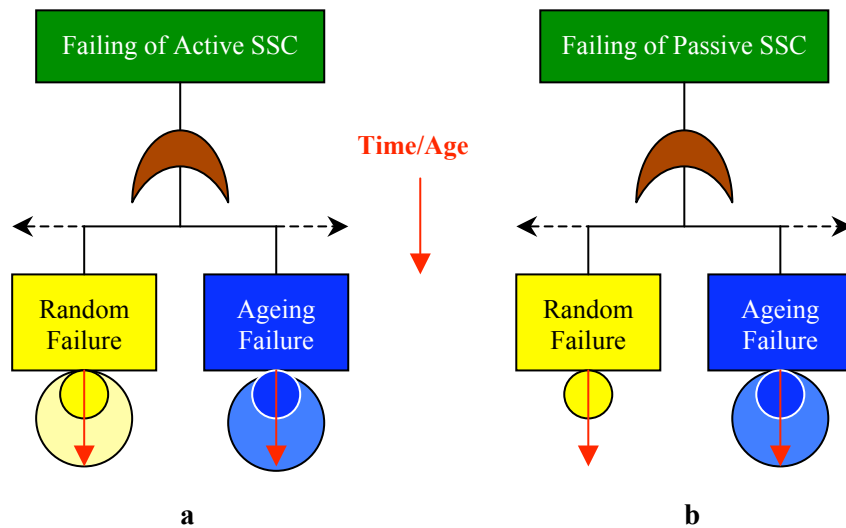 Failing of Active SSC
Failing of Passive SSC
Time/Age
Random
Failure
Ageing
Failure
Random
Failure
Ageing
Failure
a
b